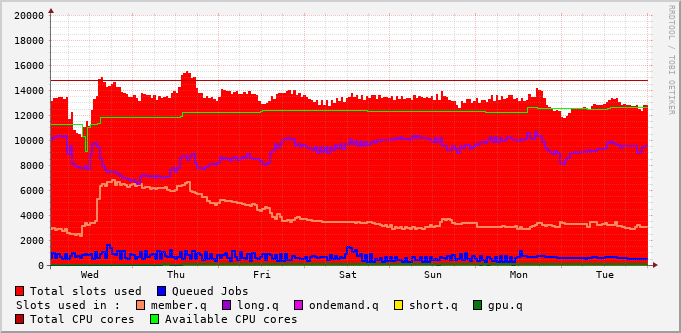 20000
18000
16000
14000
12000
10000
8000
6000
4000
2000
0
Wed Thu Fri Sat Sun Mon Tue
RRDTOOL / TOBI OETIKER
Total slots used Queued Jobs
Slots used in : member.q long.q ondemand.q short.q gpu.q
Total CPU cores Available CPU cores